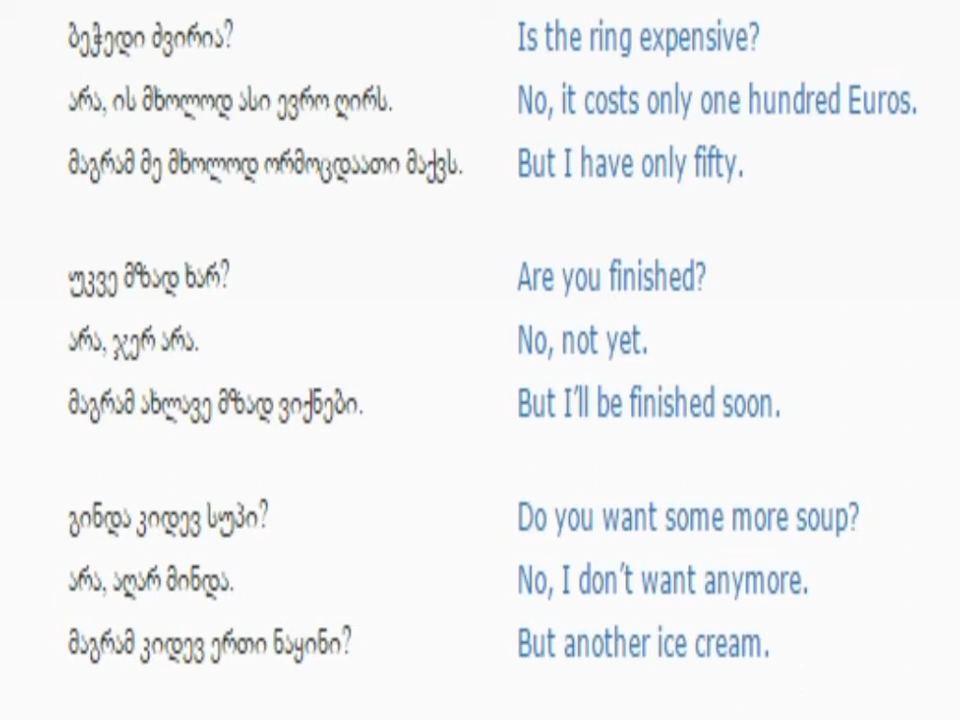 ბეჭედი ძვირია?
Is the ring expensive?
არა, ის მხოლოდ ასი ევრო ღირს.
No, it costs only one hundred Euros.
მაგრამ მე მხოლოდ ორმოცდაათი მაქვს.
But I have only fifty.
უკვე მზად ხარ?
Are you finished?
არა, ჯერ არა.
No, not yet.
მაგრამ ახლავე მზად ვიქნები.
But I'll be finished soon.
გინდა კიდევ სუპი?
Do you want some more soup?
არა, აღარ მინდა.
No, I don't want anymore.
მაგრამ კიდევ ერთი ნაყინი?
But another ice cream.